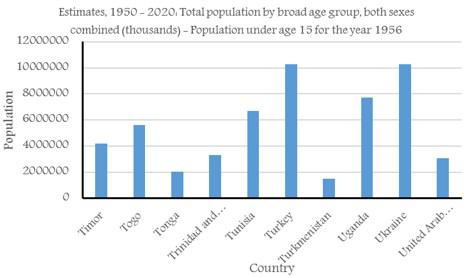 Estimates, 1950 - 2020: Total population by broad age group, both sexes
combined (thousands) - Population under age 15 for the year 1956
Population
12000000
10000000
8000000
6000000
4000000
2000000
0
Timor
Togo
Tonga
Trinidad and...
Tunisia
Turkey
Turkmenistan
Uganda
Ukraine
United Arab...
Country